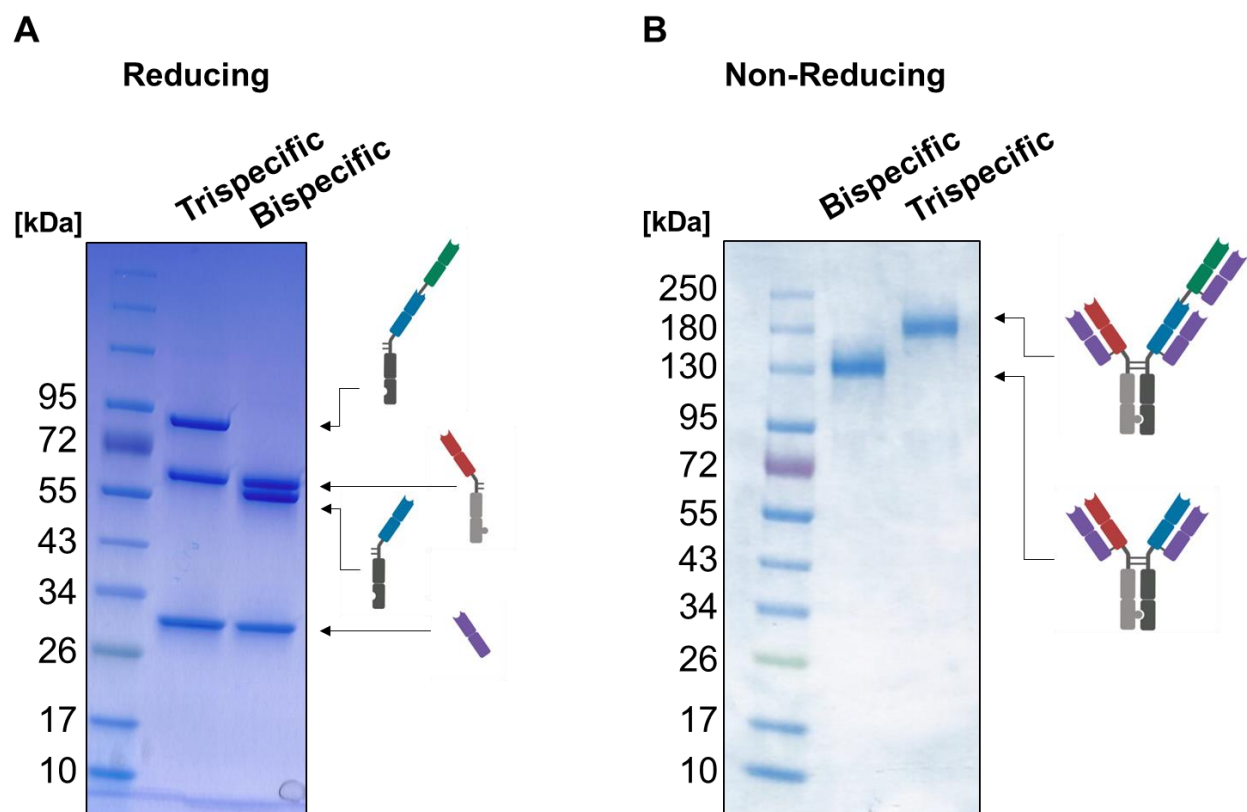 A
Reducing
Trispecific
Bispecific
[kDa]
95
72
55
43
34
26
17
10
B
Non-Reducing
Bispecific
Trispecific
[kDa]
250
180
130
95
72
55
43
34
26
17
10